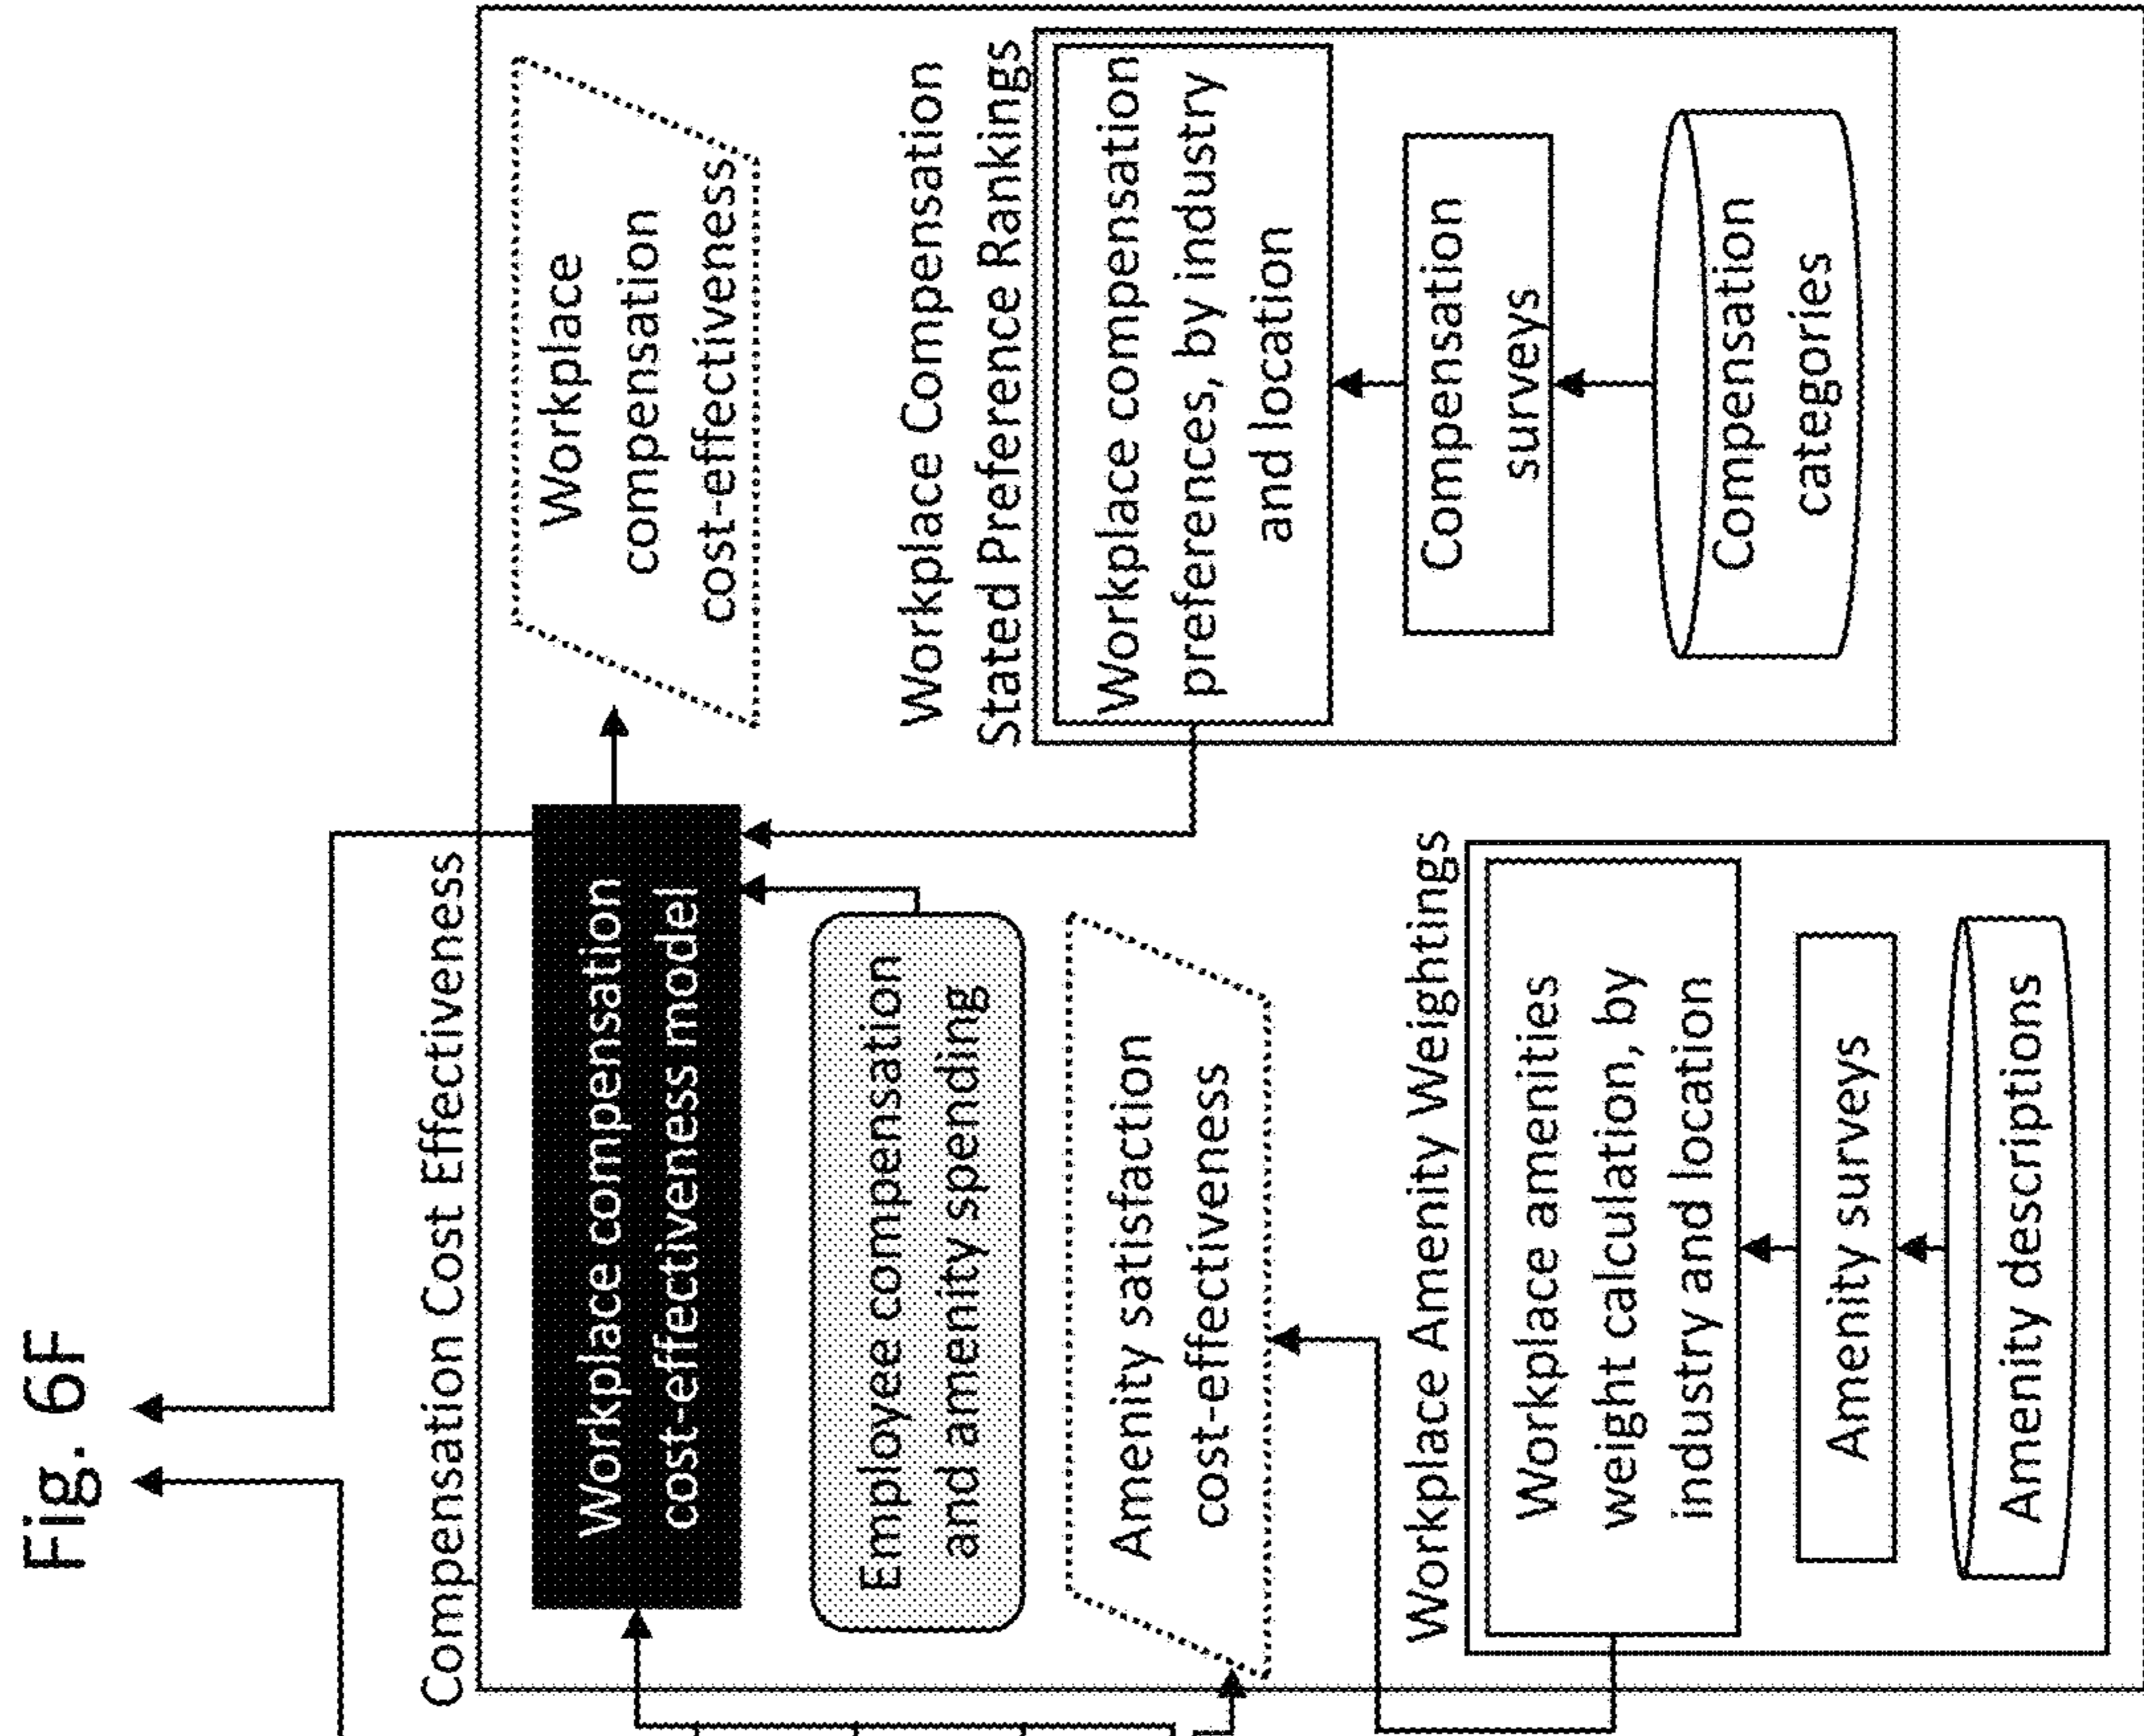 Fig. 6F
Compensation Cost Effectiveness
Workplace compensation
cost-effectiveness model
Workplace
compensation
cost-effectiveness
Employee compensation
and amenity spending
Amenity satisfaction
cost-effectiveness
Workplace Compensation
Stated Preference Rankings
Workplace compensation
preferences, by industry
and location
Compensation
surveys
Compensation
categories
Workplace Amenity Weightings
Workplace amenities
weight calculation, by
industry and location
Amenity surveys
Amenity descriptions